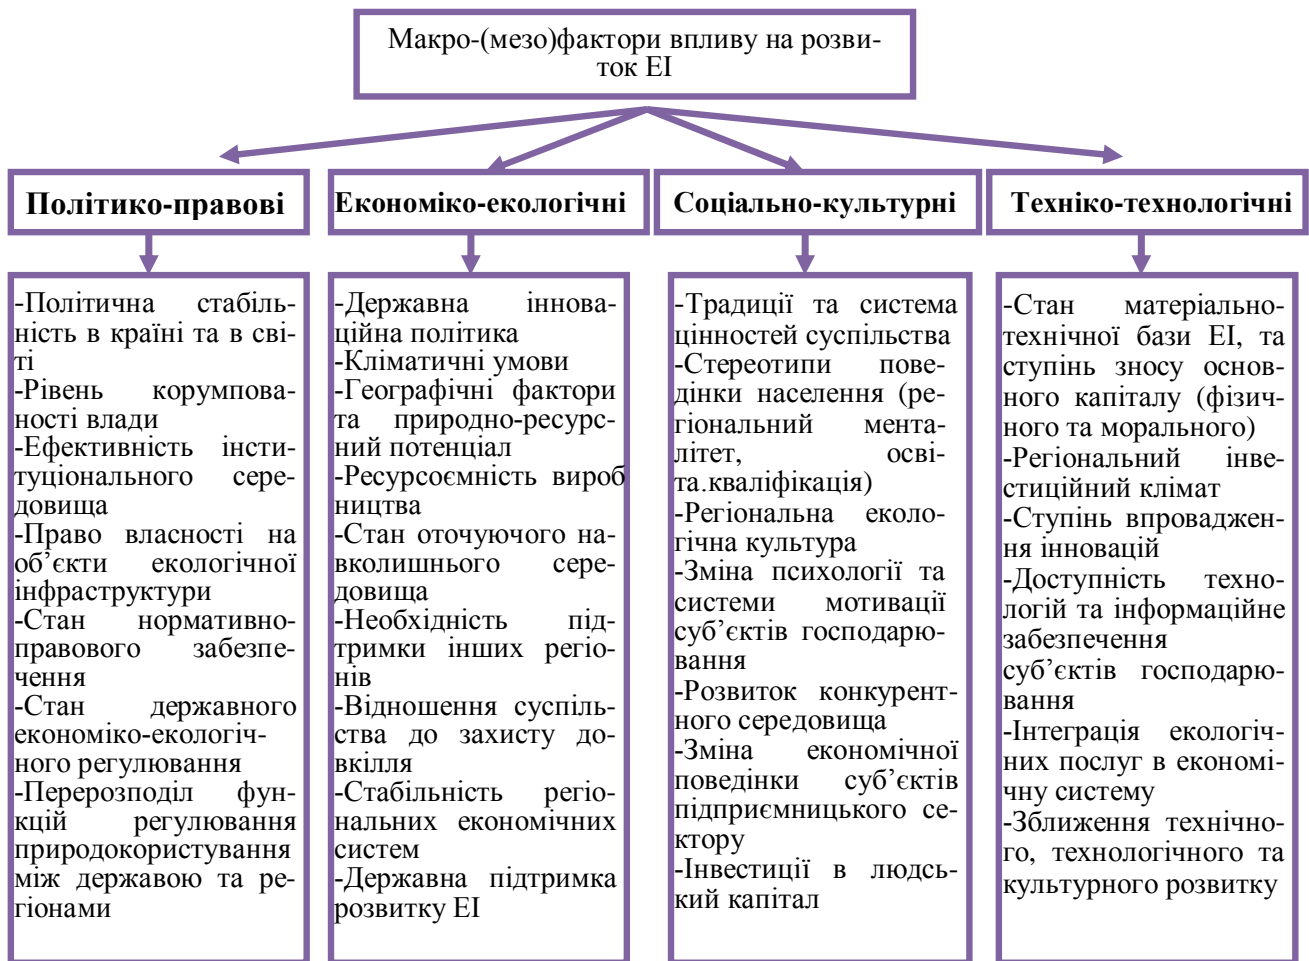 Макро-(мезо)фактори впливу на розви-
ток ЕІ
Політико-правові
Економіко-екологічні
Соціально-культурні
Техніко-технологічні
-Політична стабіль-
ність в країні та в сві-
ті
-Рівень корумпова-
ності влади
-Ефективність інсти-
туціонального сере-
довища
-Право власності на
об’єкти екологічної
інфраструктури
-Стан нормативно-
правового забезпе-
чення
-Стан державного
економіко-екологіч-
ного регулювання
-Перерозподіл фун-
кцій регулювання
природокористування
між державою та ре-
гіонами
-Державна іннова-
ційна політика
-Кліматичні умови
-Географічні фактори
та природно-ресурс-
ний потенціал
-Ресурсоємність вироб
ництва
-Стан оточуючого на-
вколишнього сере-
довища
-Необхідність під-
тримки інших регіо-
нів
-Відношення суспіль-
ства до захисту до-
вкілля
-Стабільність регіо-
нальних економічних
систем
-Державна підтримка
розвитку ЕІ
-Традиції та система
цінностей суспільства
-Стереотипи пове-
дінки населення (ре-
гіональний мента-
літет, осві-
та.кваліфікація)
-Регіональна еколо-
гічна культура
-Зміна психології та
системи мотивації
суб’єктів господарю-
вання
-Розвиток конкурент-
ного середовища
-Зміна економічної
поведінки суб’єктів
підприємницького се-
ктору
-Інвестиції в людсь-
кий капітал
-Стан матеріально-
технічної бази ЕІ, та
ступінь зносу основ-
ного капіталу (фізич-
ного та морального)
-Регіональний інве-
стиційний клімат
-Ступінь впроваджен-
ня інновацій
-Доступність техно-
логій та інформаційне
забезпечення
суб’єктів господарю-
вання
-Інтеграція екологіч-
них послуг в економі-
чну систему
-Зближення технічно-
го, технологічного та
культурного розвитку